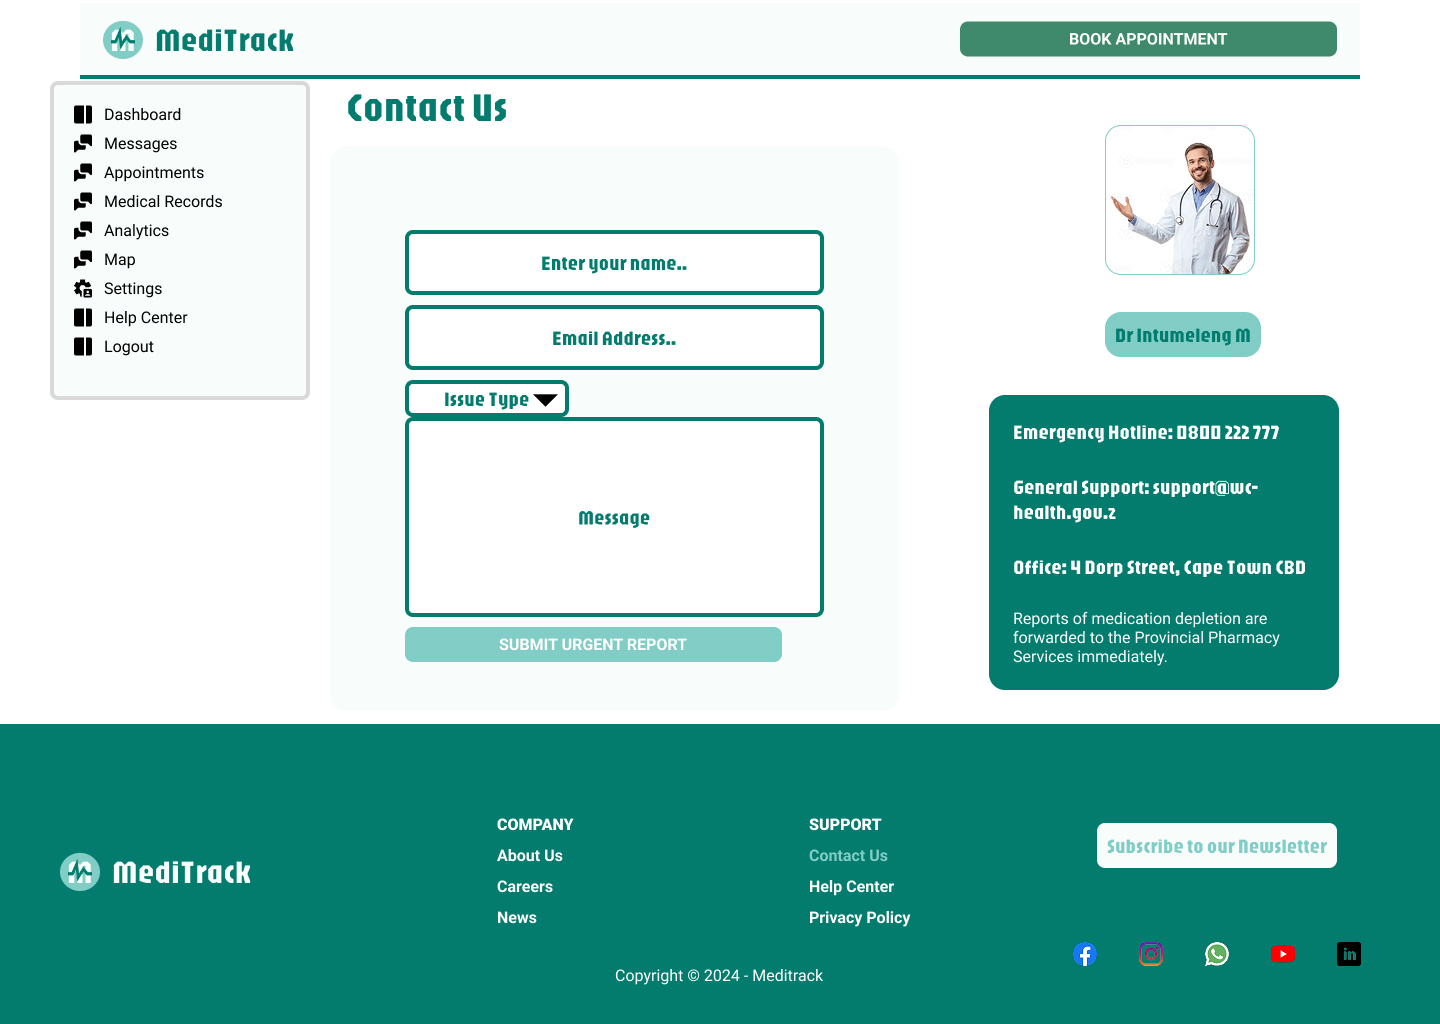 MediTrack
BOOK APPOINTMENT
Dashboard
Messages
Appointments
Medical Records
Analytics
Map
Settings
Help Center
Logout
Contact Us
Enter your name..
Email Address..
Issue Type
Message
SUBMIT URGENT REPORT
Dr Intumeleng M
Emergency Hotline: 0800 222 777
General Support: support@wc-
health.gov.z
Office: 4 Dorp Street, Cape Town CBD
Reports of medication depletion are
forwarded to the Provincial Pharmacy
Services immediately.
MediTrack
COMPANY
About Us
Careers
News
SUPPORT
Contact Us
Help Center
Privacy Policy
Subscribe to our Newsletter
Copyright © 2024 - Meditrack